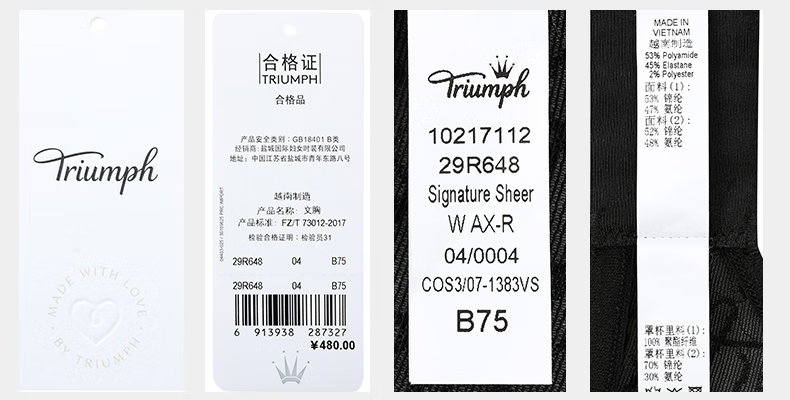 Triumph
MADE WITH LOVE
BY TRIUMPH
合格证
TRIUMPH
合格品
产品安全类别：GB18401 B类
经销商：盐城国际妇女时装有限公司
地址：中国江苏省盐城市青年东路八号
越南制造
产品名称：文胸
产品标准：FZ/T 73012-2017
检验合格证明：检验员31
29R648 04 B75
29R648 04 B75
6 913938 287327
¥480.00
Triumph
10217112
29R648
Signature Sheer
W AX-R
04/0004
COS3/07-1383VS
B75
MADE IN
VIETNAM
越南制造
53% Polyamide
45% Elastane
2% Polyester
面料(1):
53% 锦纶
47% 氨纶
面料(2):
52% 锦纶
48% 氨纶
罩杯里料(1):
100% 聚酯纤维
罩杯里料(2):
70% 锦纶
30% 氨纶